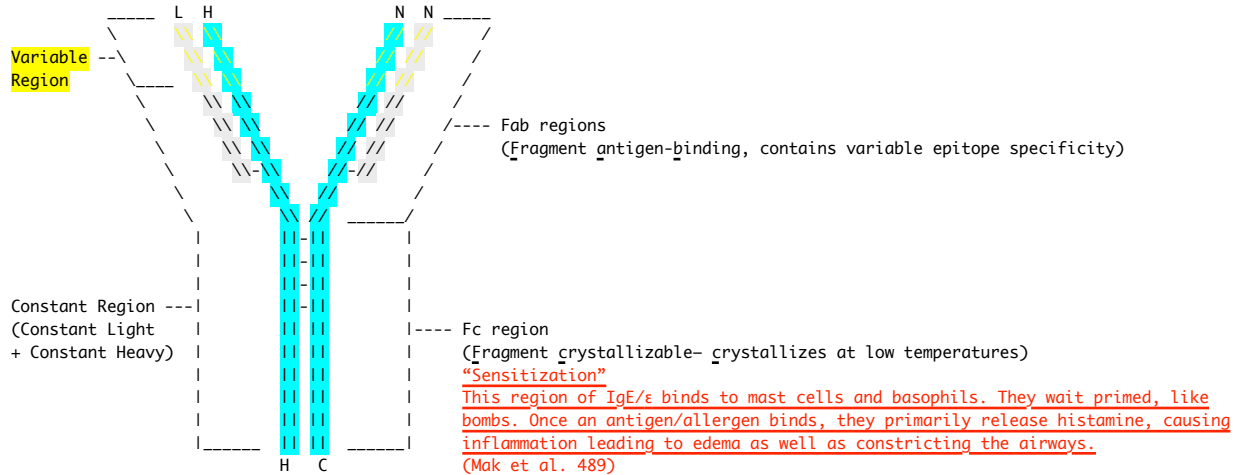 L H N N
Variable
Region
Fab regions
(Fragment antigen-binding, contains variable epitope specificity)
Constant Region
(Constant Light
+ Constant Heavy)
Fc region
(Fragment crystallizable– crystallizes at low temperatures)
“Sensitization”
This region of IgE/ε binds to mast cells and basophils. They wait primed, like
bombs. Once an antigen/allergen binds, they primarily release histamine, causing
inflammation leading to edema as well as constricting the airways.
(Mak et al. 489)
H C